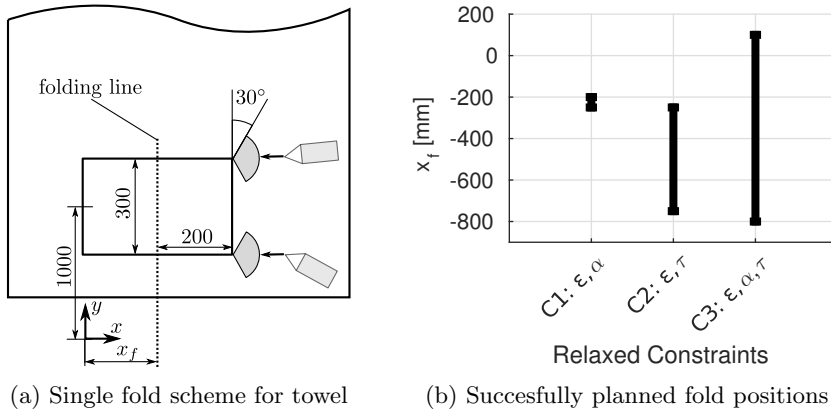 folding line
30°
300
200
1000
y
x
x_f
(a) Single fold scheme for towel
200
0
-200
-400
-600
-800
x_f [mm]
C1: ε, α
C2: ε, τ
C3: ε, α, τ
Relaxed Constraints
(b) Succesfully planned fold positions